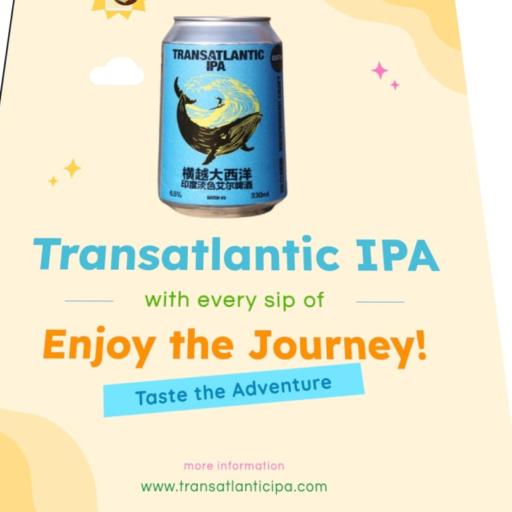 TRANSATLANTIC
IPA
横越大西洋
印度淡色艾尔啤酒
6.5%
330ml
Transatlantic IPA
with every sip of
Enjoy the Journey!
Taste the Adventure
more information
www.transatlanticipa.com